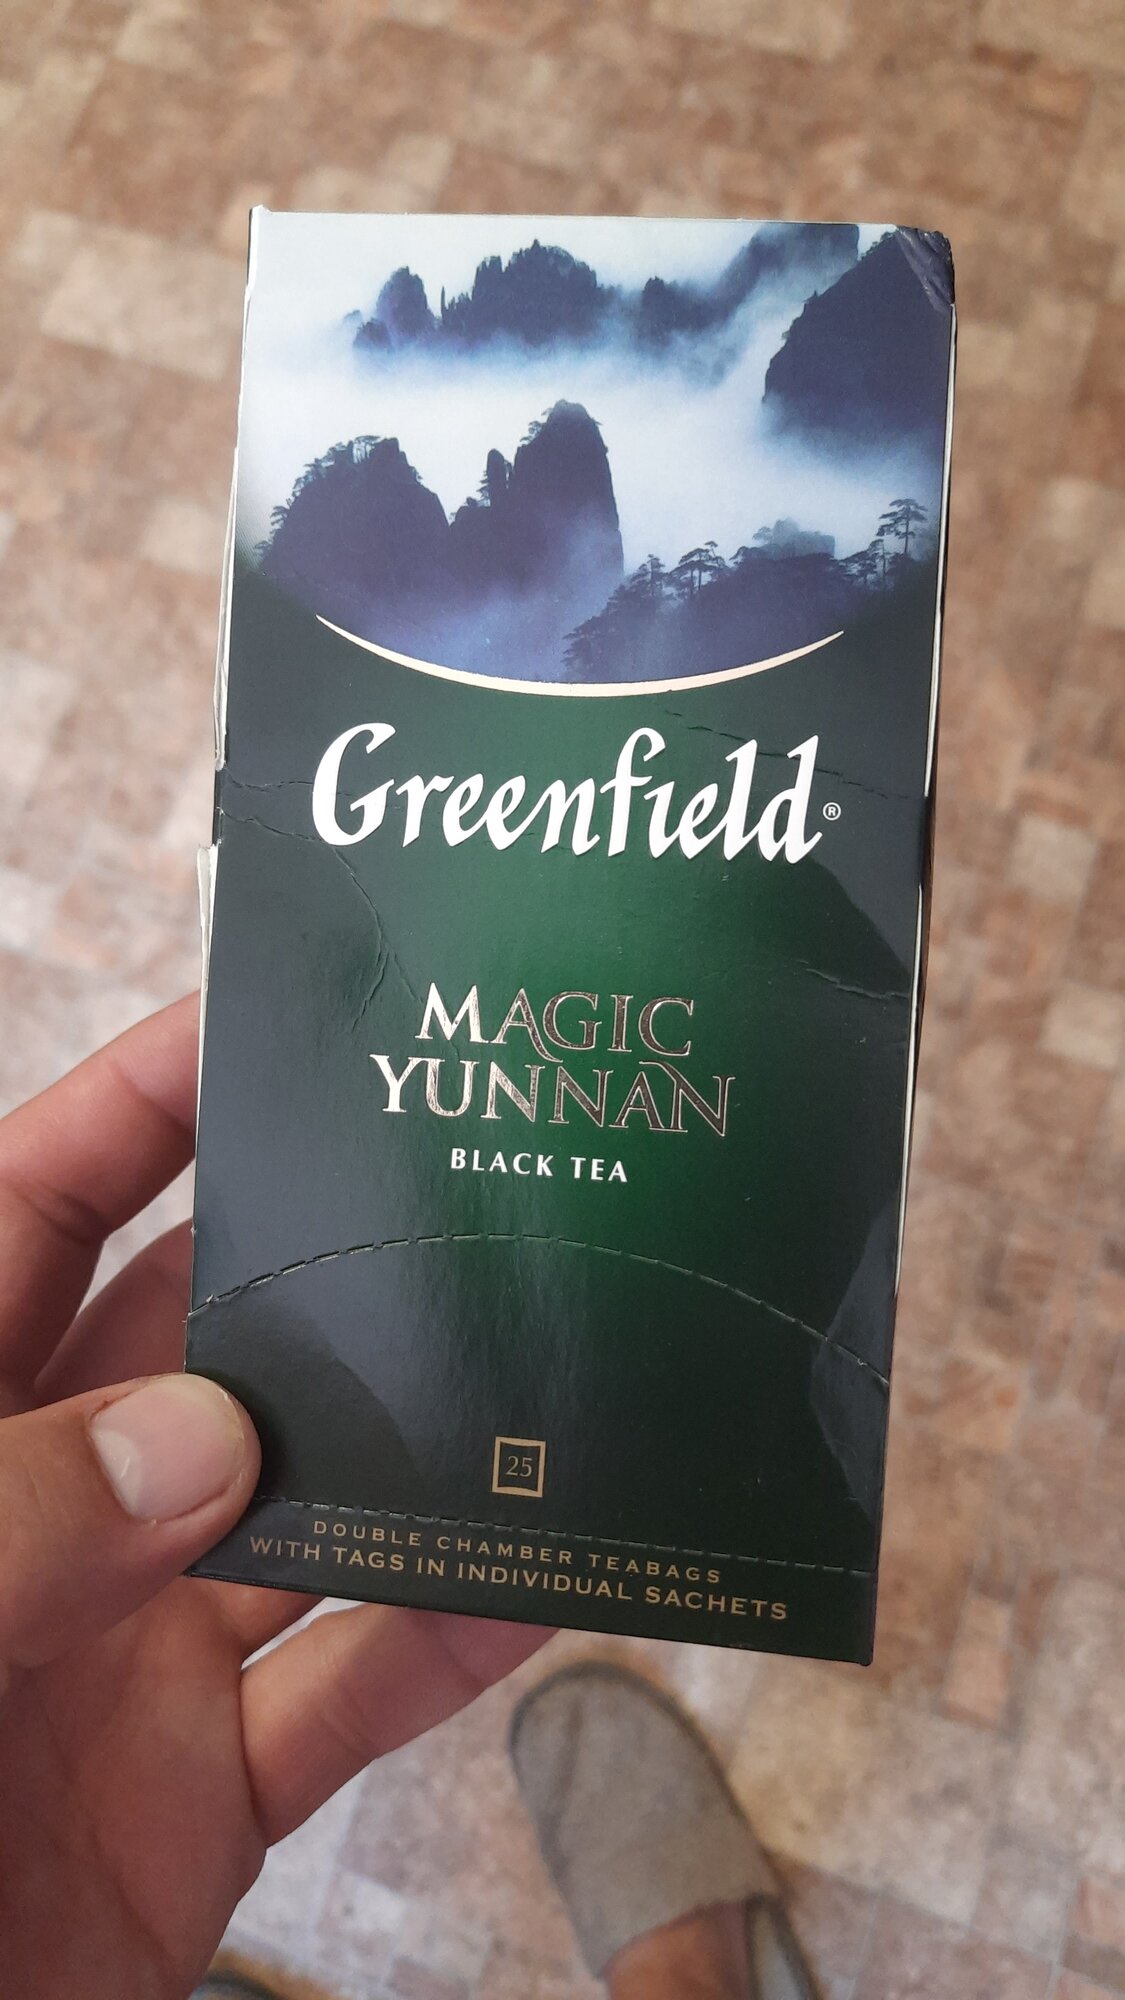 Greenfield®
MAGIC
YUNNAN
BLACK TEA
25
DOUBLE CHAMBER TEABAGS
WITH TAGS IN INDIVIDUAL SACHETS